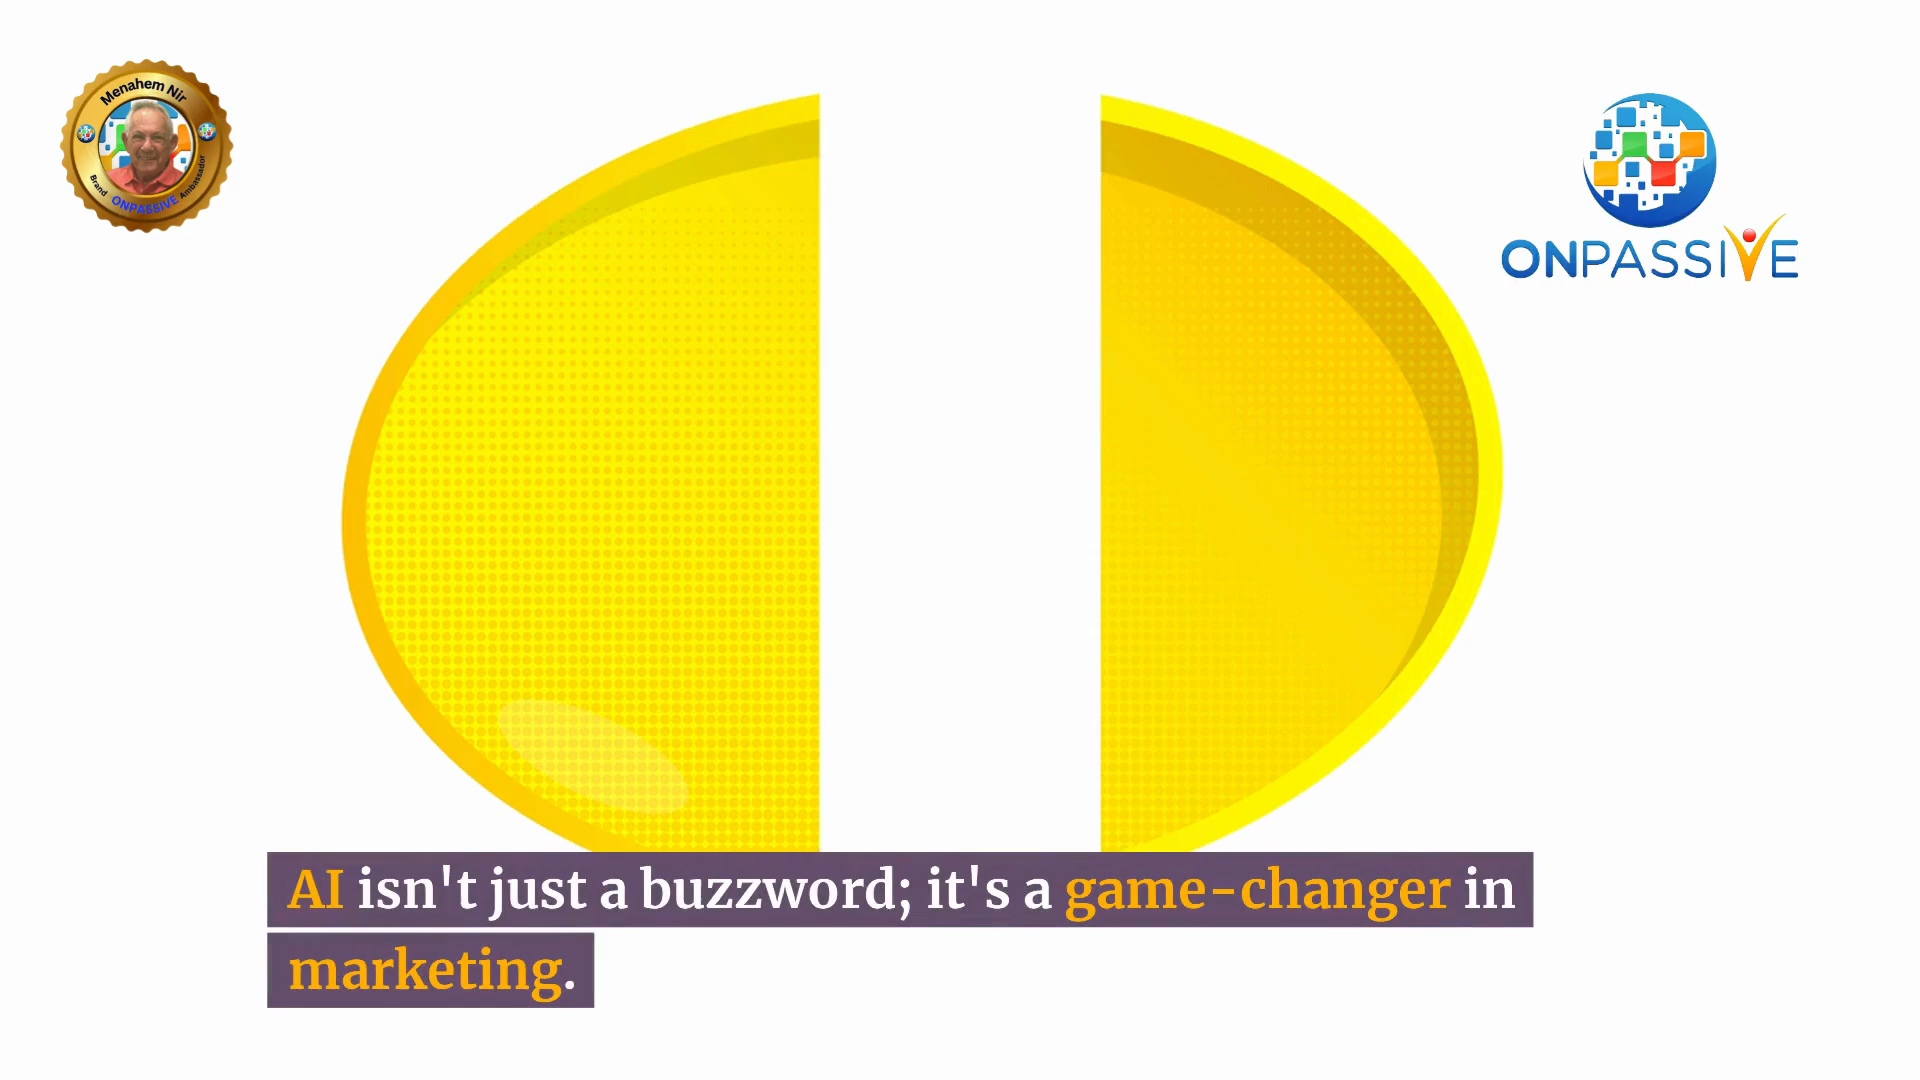 Menahem Nir
Brand ONPASSIVE Ambassador
ONPASSIVE
AI isn't just a buzzword; it's a game-changer in
marketing.